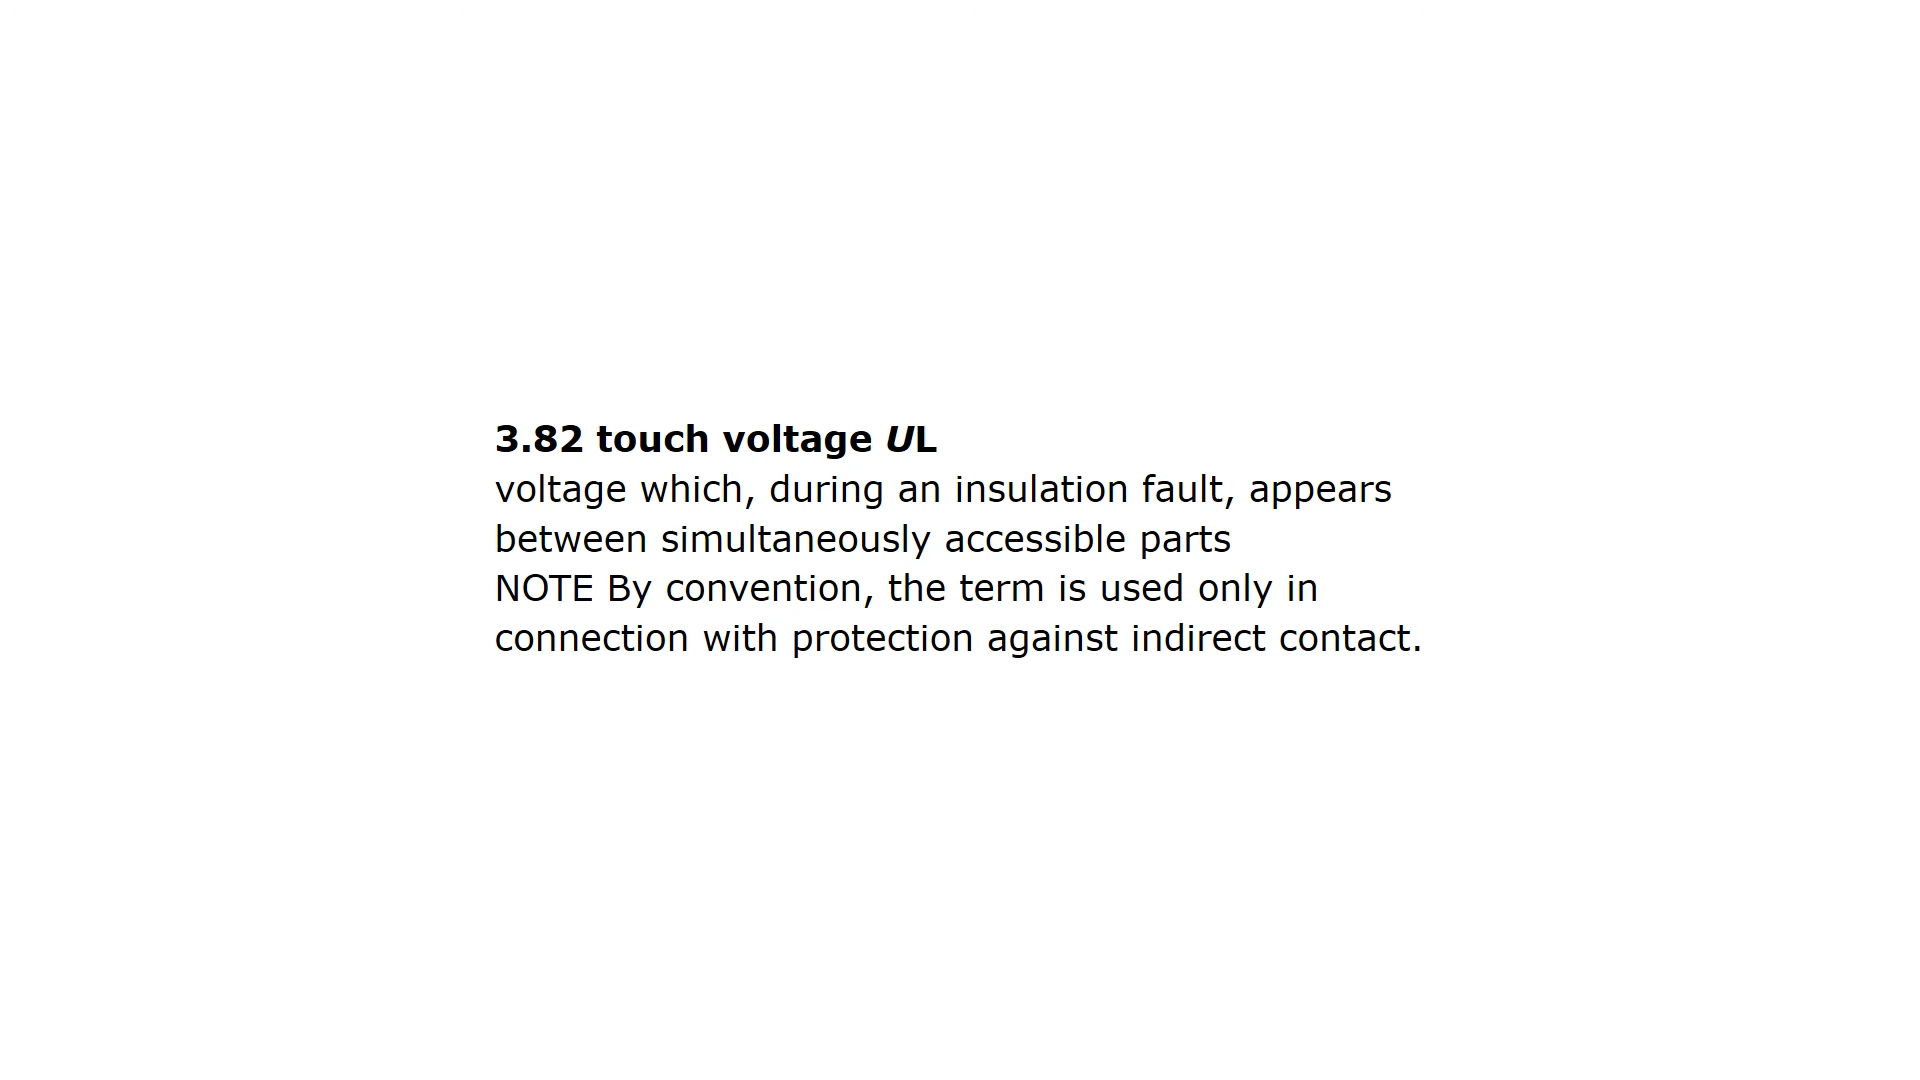 3.82 touch voltage UL
voltage which, during an insulation fault, appears
between simultaneously accessible parts
NOTE By convention, the term is used only in
connection with protection against indirect contact.